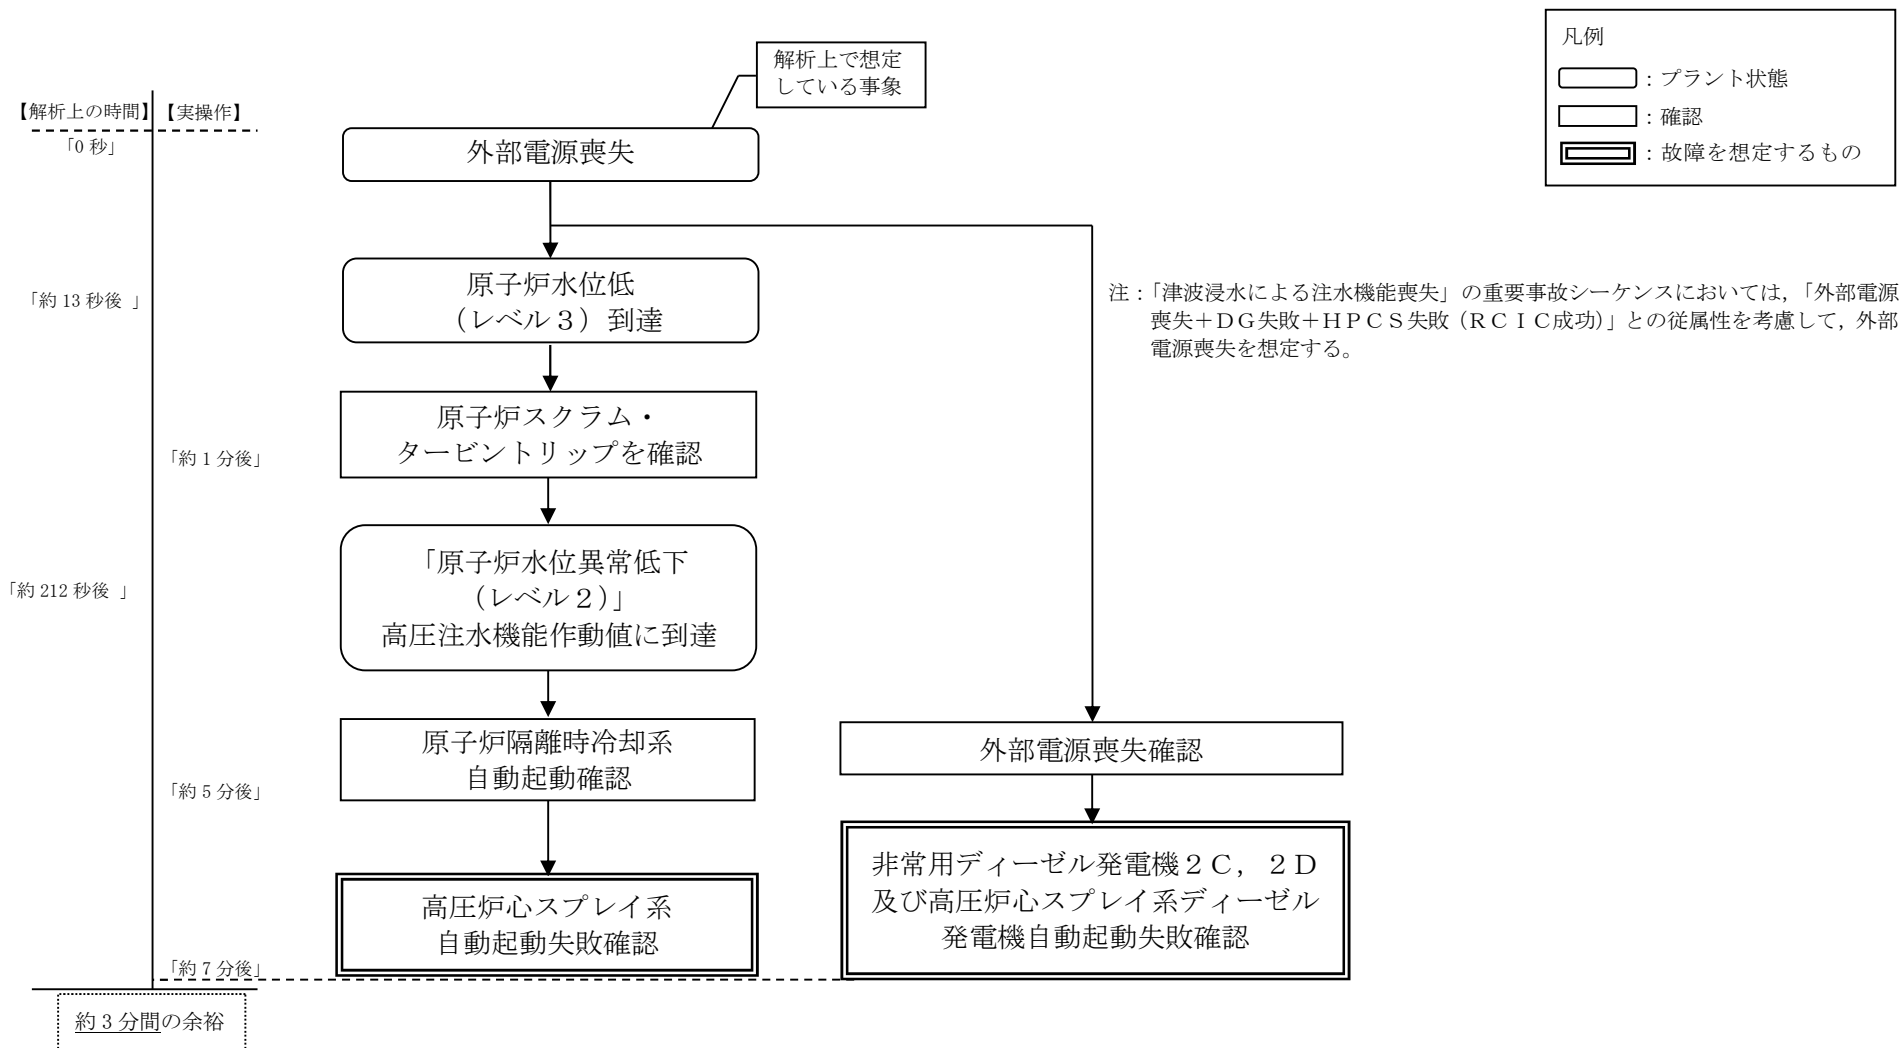 凡例
：プラント状態
：確認
：故障を想定するもの
解析上で想定
している事象
【解析上の時間】
【実操作】
「0 秒」
外部電源喪失
「約 13 秒後 」
原子炉水位低
（レベル３）到達
注：「津波浸水による注水機能喪失」の重要事故シーケンスにおいては，「外部電源
喪失＋ＤＧ失敗＋ＨＰＣＳ失敗（ＲＣＩＣ成功）」との従属性を考慮して，外部
電源喪失を想定する。
「約 1 分後」
原子炉スクラム・
タービントリップを確認
「約 212 秒後 」
「原子炉水位異常低下
（レベル２）」
高圧注水機能作動値に到達
「約 5 分後」
原子炉隔離時冷却系
自動起動確認
外部電源喪失確認
「約 7 分後」
高圧炉心スプレイ系
自動起動失敗確認
非常用ディーゼル発電機２Ｃ，２Ｄ
及び高圧炉心スプレイ系ディーゼル
発電機自動起動失敗確認
約 3 分間の余裕